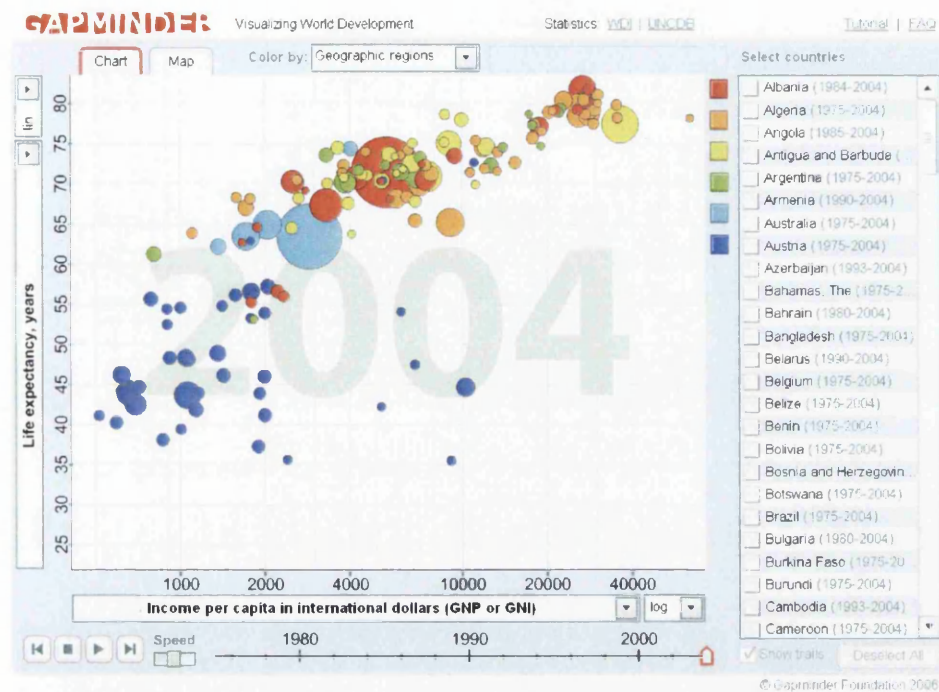 GAPMINDER Visualizing World Development Statistics: WDI | UNCDB Tutorial | FAQ
Chart Map Color by: Geographic regions Select countries
lin
80
75
70
65
60
55
50
45
40
35
30
25
Life expectancy, years
2004
1000 2000 4000 10000 20000 40000
Income per capita in international dollars (GNP or GNI) log
Speed 1980 1990 2000
Albania (1984-2004)
Algeria (1975-2004)
Angola (1985-2004)
Antigua and Barbuda (...
Argentina (1975-2004)
Armenia (1990-2004)
Australia (1975-2004)
Austria (1975-2004)
Azerbaijan (1993-2004)
Bahamas, The (1975-2...
Bahrain (1980-2004)
Bangladesh (1975-2004)
Belarus (1990-2004)
Belgium (1975-2004)
Belize (1975-2004)
Benin (1975-2004)
Bolivia (1975-2004)
Bosnia and Herzegovin...
Botswana (1975-2004)
Brazil (1975-2004)
Bulgaria (1980-2004)
Burkina Faso (1975-20...
Burundi (1975-2004)
Cambodia (1993-2004)
Cameroon (1975-2004)
Show trails Deselect All
© Gapminder Foundation 2006